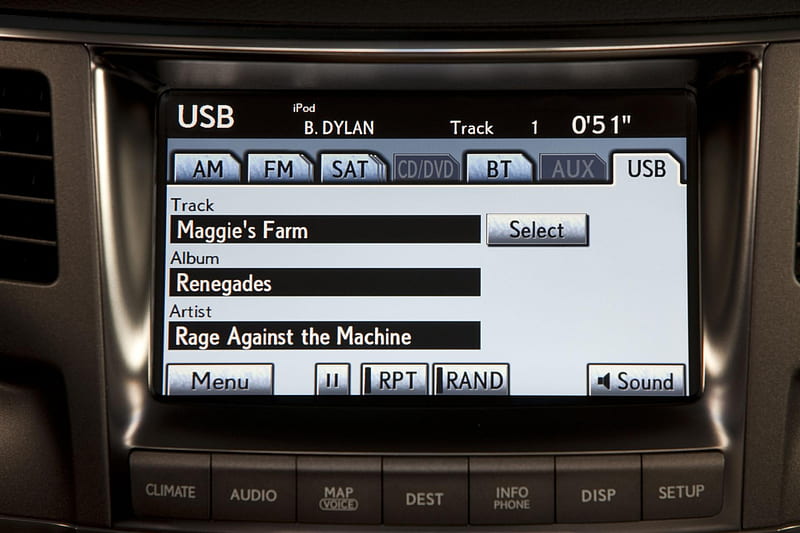 USB iPod B. DYLAN Track 1 0'51"
AM FM SAT CD/DVD BT AUX USB
Track
Maggie's Farm Select
Album
Renegades
Artist
Rage Against the Machine
Menu II RPT RAND Sound
CLIMATE AUDIO MAP VOICE DEST INFO PHONE DISP SETUP